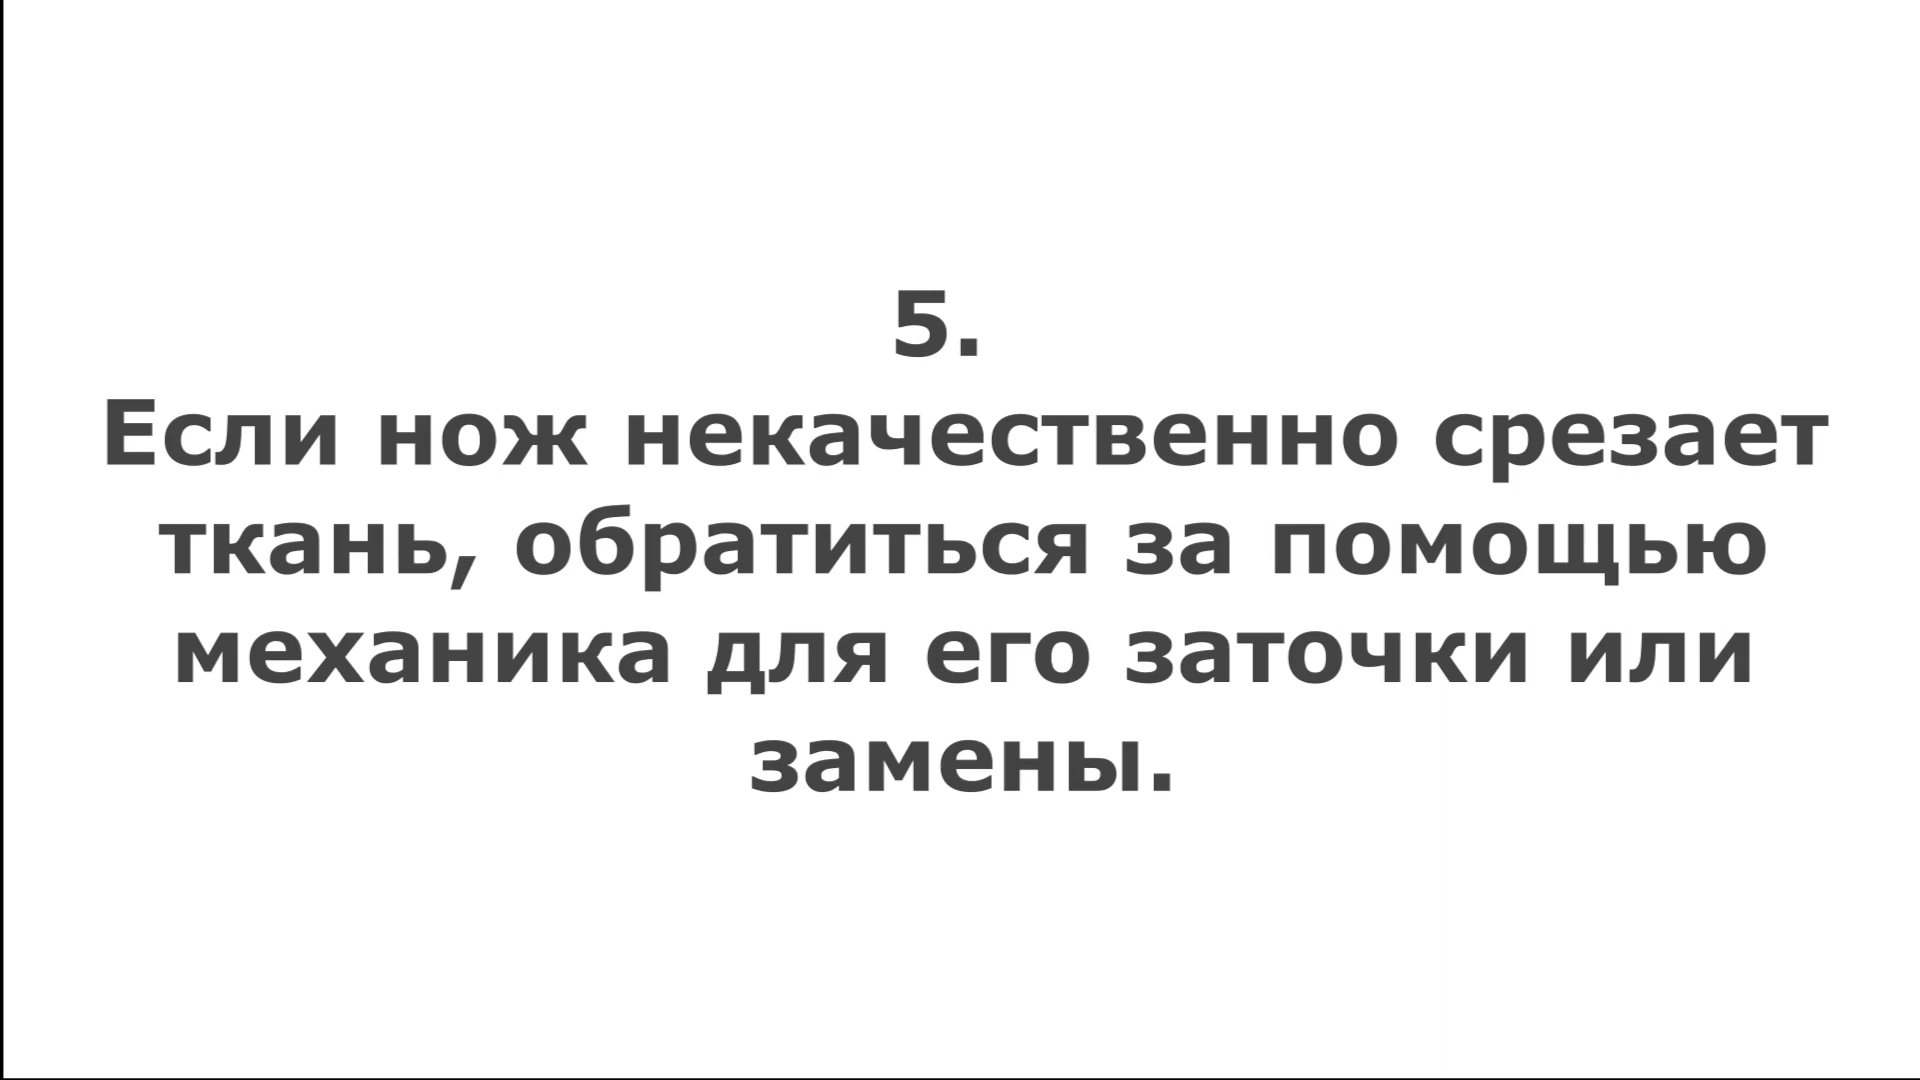 5.
Если нож некачественно срезает
ткань, обратиться за помощью
механика для его заточки или
замены.